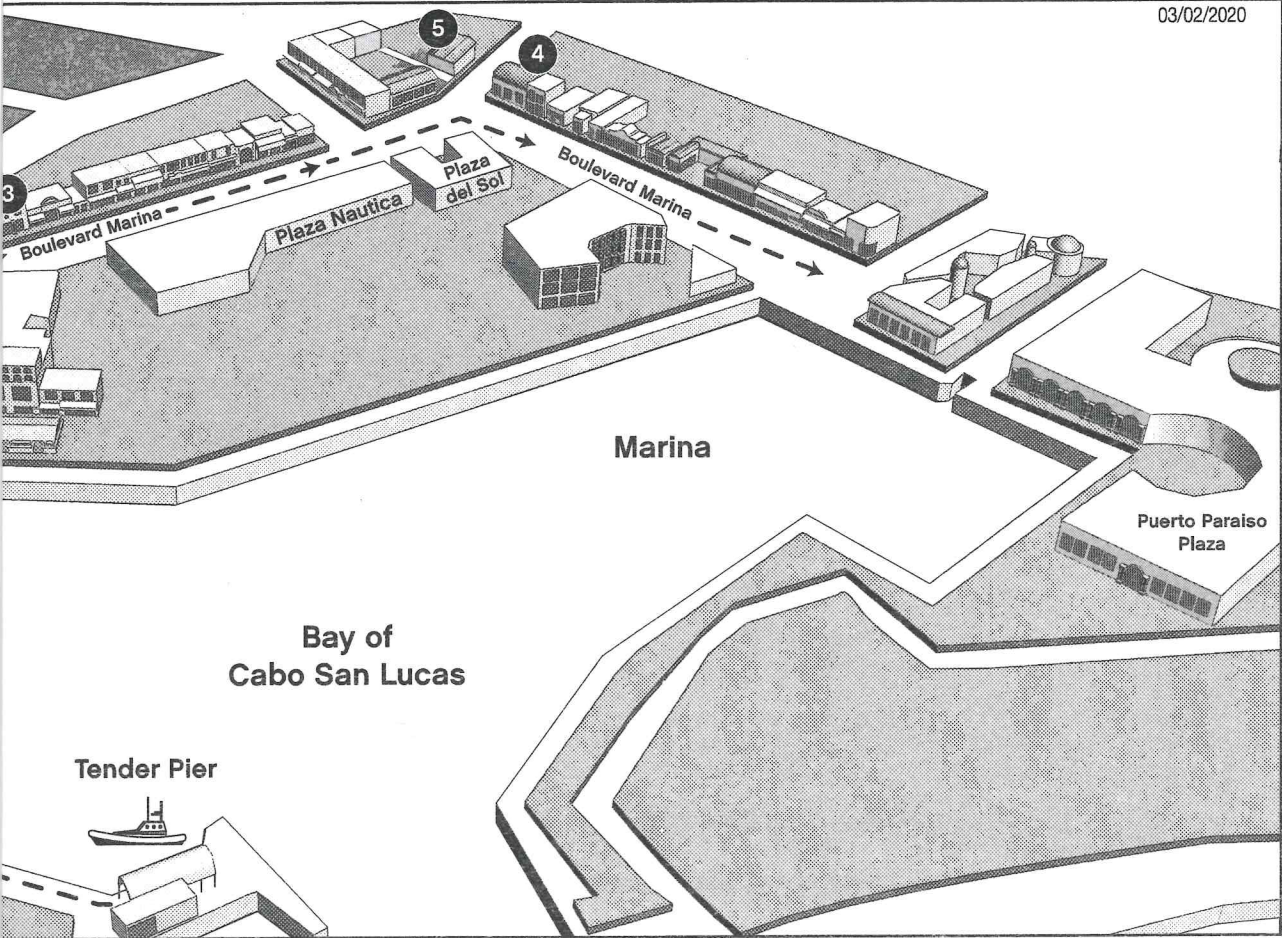 03/02/2020
5
4
3
Boulevard Marina
Plaza Nautica
Plaza
del Sol
Boulevard Marina
Marina
Puerto Paraiso
Plaza
Bay of
Cabo San Lucas
Tender Pier